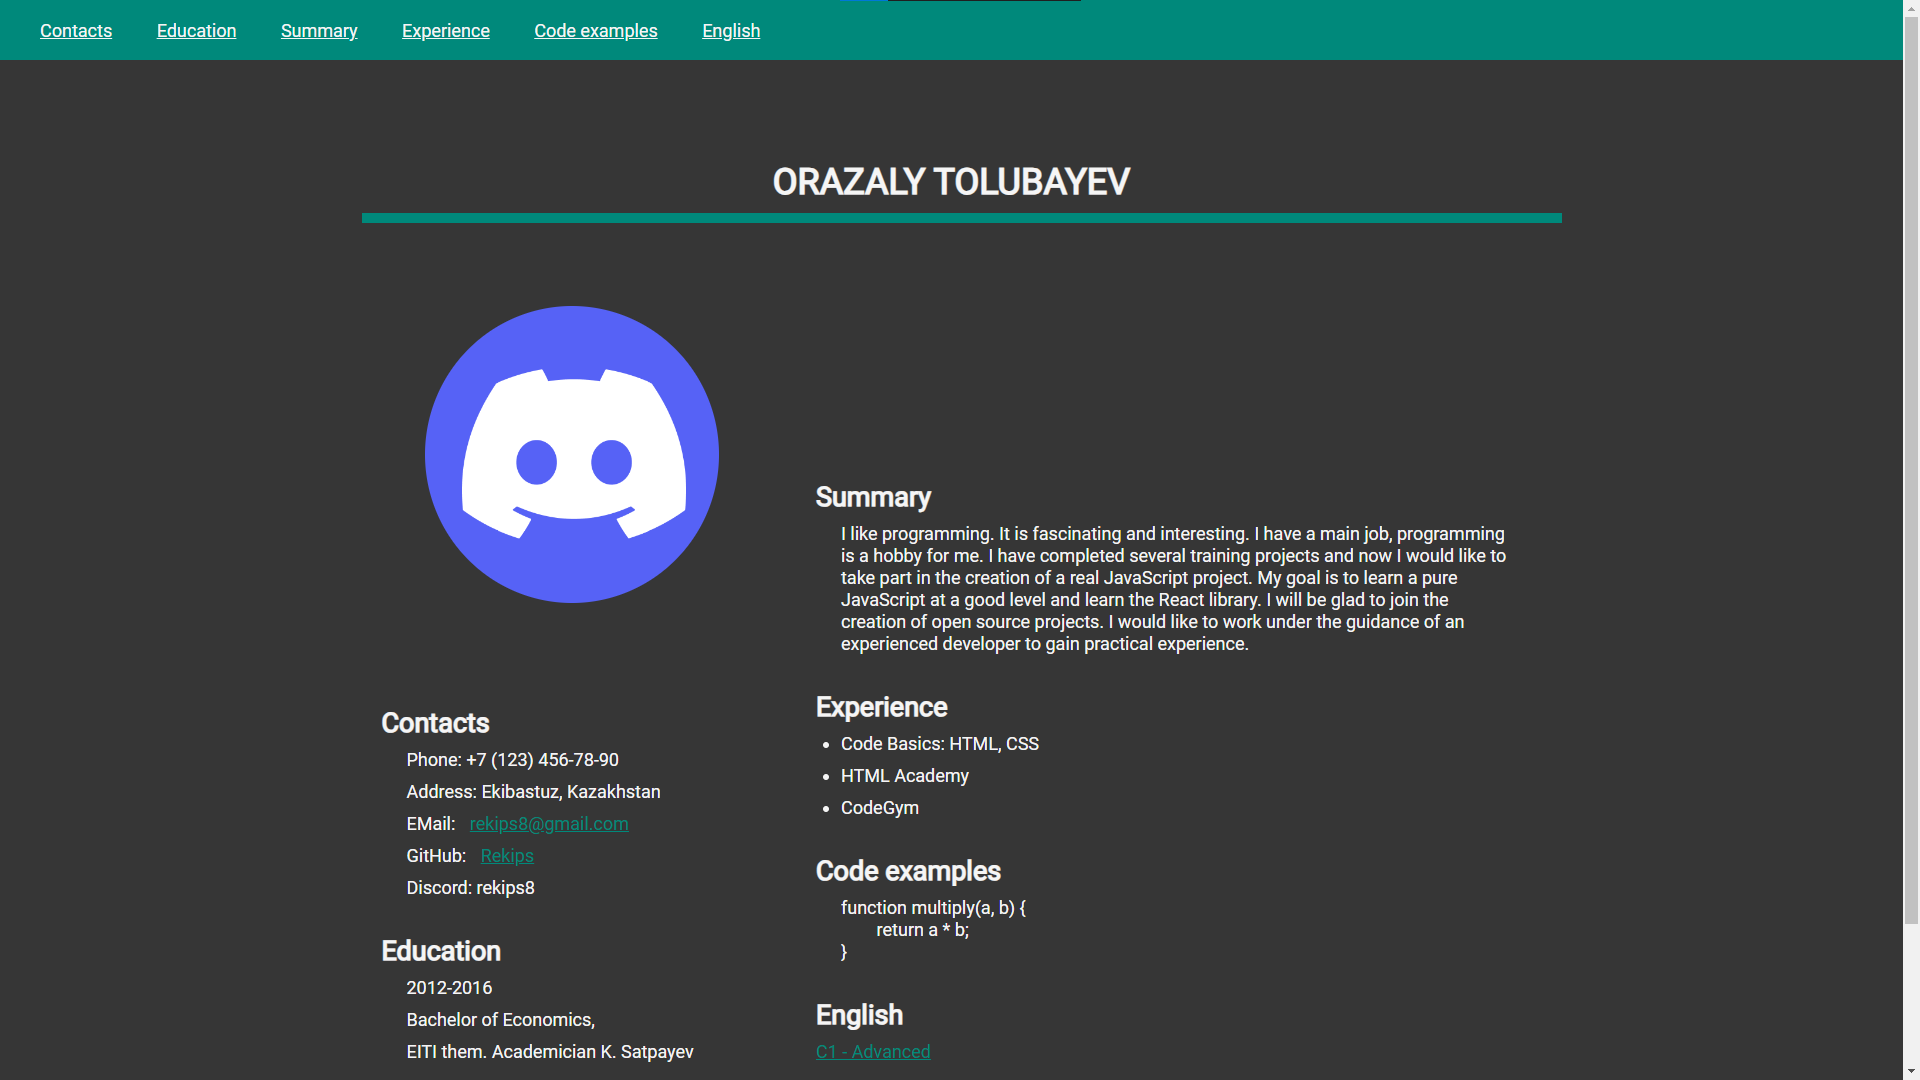 Contacts Education Summary Experience Code examples English
ORAZALY TOLUBAYEV
Contacts
Phone: +7 (123) 456-78-90
Address: Ekibastuz, Kazakhstan
EMail: rekips8@gmail.com
GitHub: Rekips
Discord: rekips8
Education
2012-2016
Bachelor of Economics,
EITI them. Academician K. Satpayev
Summary
I like programming. It is fascinating and interesting. I have a main job, programming
is a hobby for me. I have completed several training projects and now I would like to
take part in the creation of a real JavaScript project. My goal is to learn a pure
JavaScript at a good level and learn the React library. I will be glad to join the
creation of open source projects. I would like to work under the guidance of an
experienced developer to gain practical experience.
Experience
• Code Basics: HTML, CSS
• HTML Academy
• CodeGym
Code examples
function multiply(a, b) {
return a * b;
}
English
C1 - Advanced